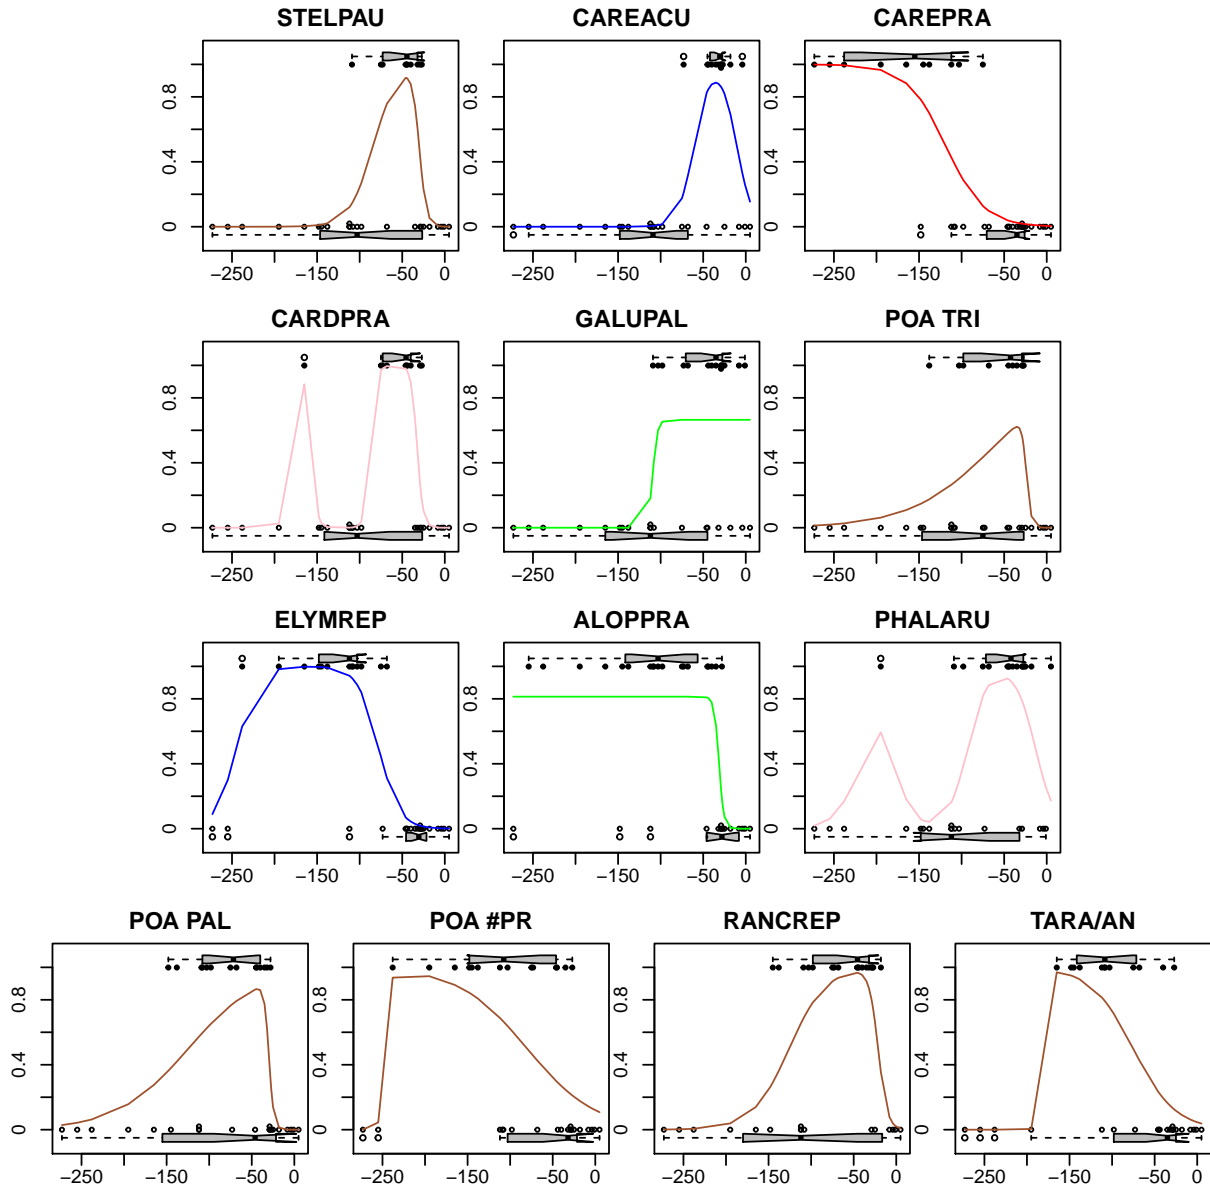 STELPAU CAREACU CAREPRA
0 0.4 0.8 0 0.4 0.8 0 0.4 0.8
−250 −150 −50 0 −250 −150 −50 0 −250 −150 −50 0
CARDPRA GALUPAL POA TRI
0 0.4 0.8 0 0.4 0.8 0 0.4 0.8
−250 −150 −50 0 −250 −150 −50 0 −250 −150 −50 0
ELYMREP ALOPPRA PHALARU
0 0.4 0.8 0 0.4 0.8 0 0.4 0.8
−250 −150 −50 0 −250 −150 −50 0 −250 −150 −50 0
POA PAL POA #PR RANCREP TARA/AN
0 0.4 0.8 0 0.4 0.8 0 0.4 0.8 0 0.4 0.8
−250 −150 −50 0 −250 −150 −50 0 −250 −150 −50 0 −250 −150 −50 0